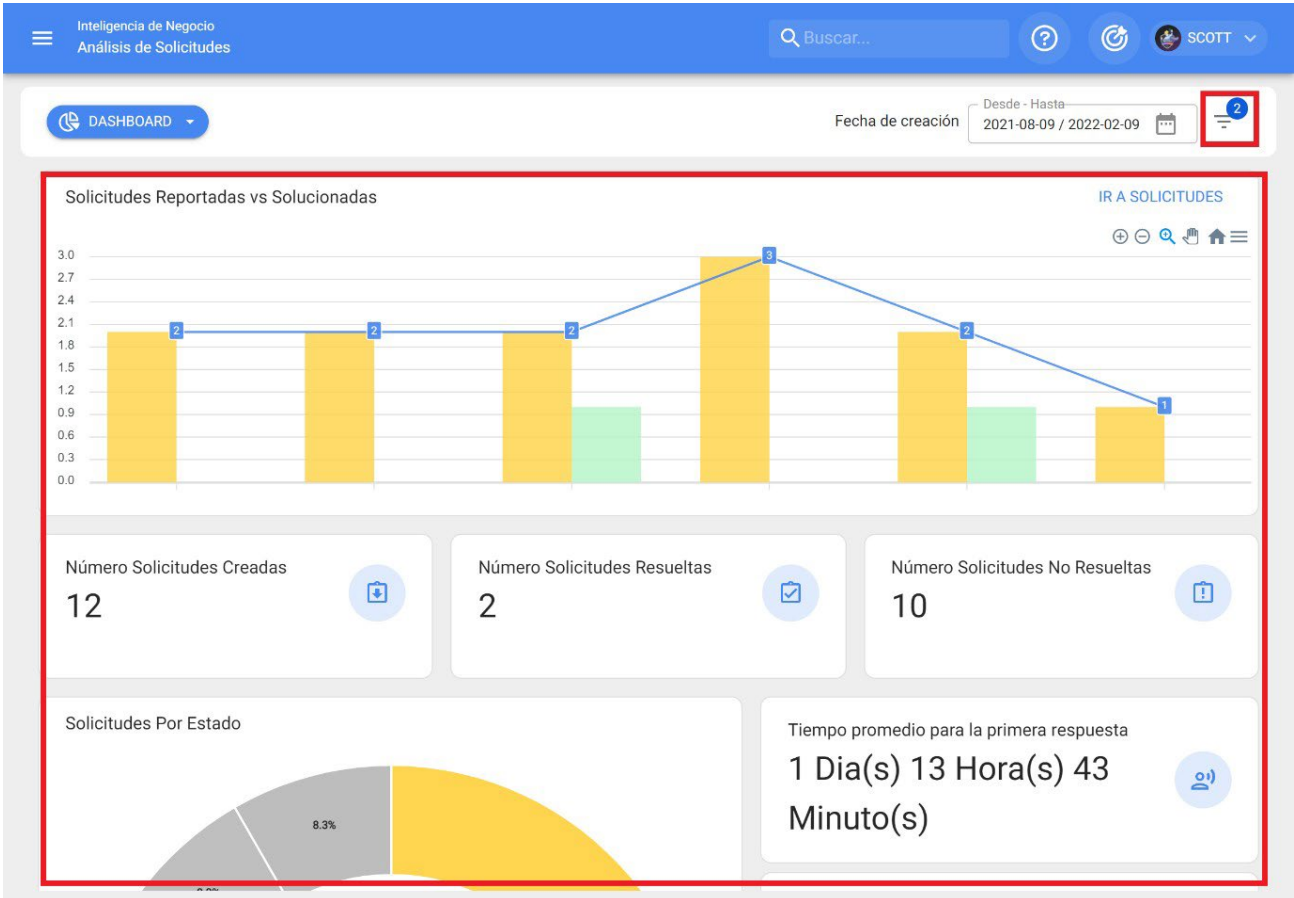 Inteligencia de Negocio
Análisis de Solicitudes
Buscar...
SCOTT
DASHBOARD
Fecha de creación
Desde - Hasta
2021-08-09 / 2022-02-09
2
Solicitudes Reportadas vs Solucionadas
IR A SOLICITUDES
3.0
2.7
2.4
2.1
1.8
1.5
1.2
0.9
0.6
0.3
0.0
2
2
2
3
2
1
Número Solicitudes Creadas
12
Número Solicitudes Resueltas
2
Número Solicitudes No Resueltas
10
Solicitudes Por Estado
8.3%
Tiempo promedio para la primera respuesta
1 Dia(s) 13 Hora(s) 43
Minuto(s)